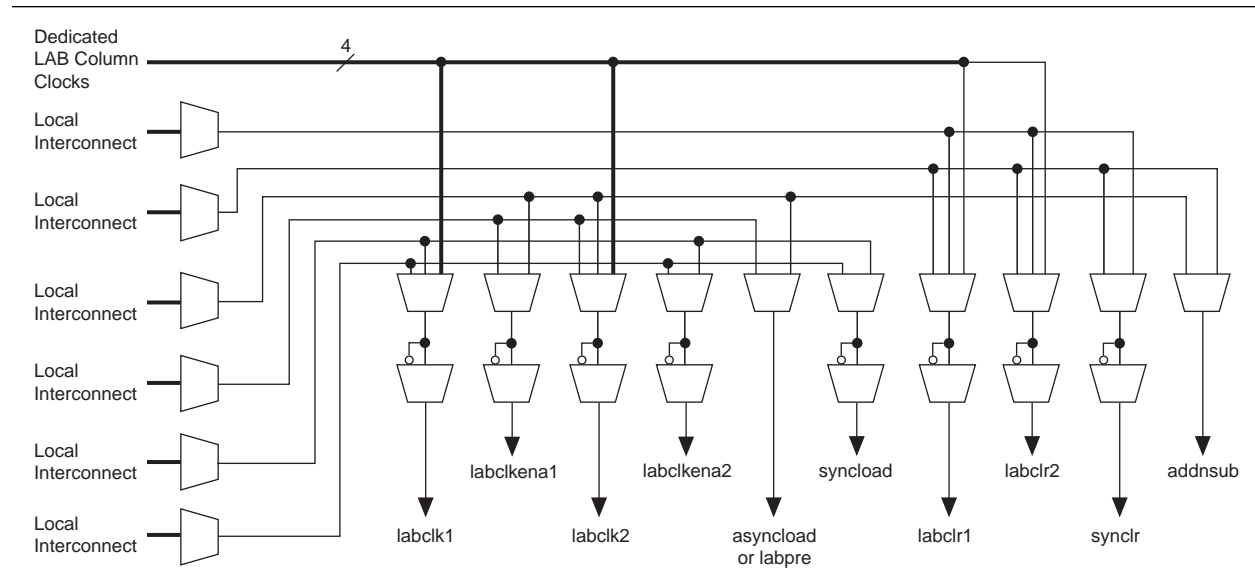 Dedicated
LAB Column
Clocks
4
Local
Interconnect
Local
Interconnect
Local
Interconnect
Local
Interconnect
Local
Interconnect
Local
Interconnect
labclkena1
labclkena2
syncload
labclr2
addnsub
labclk1
labclk2
asyncload
or labpre
labclr1
synclr